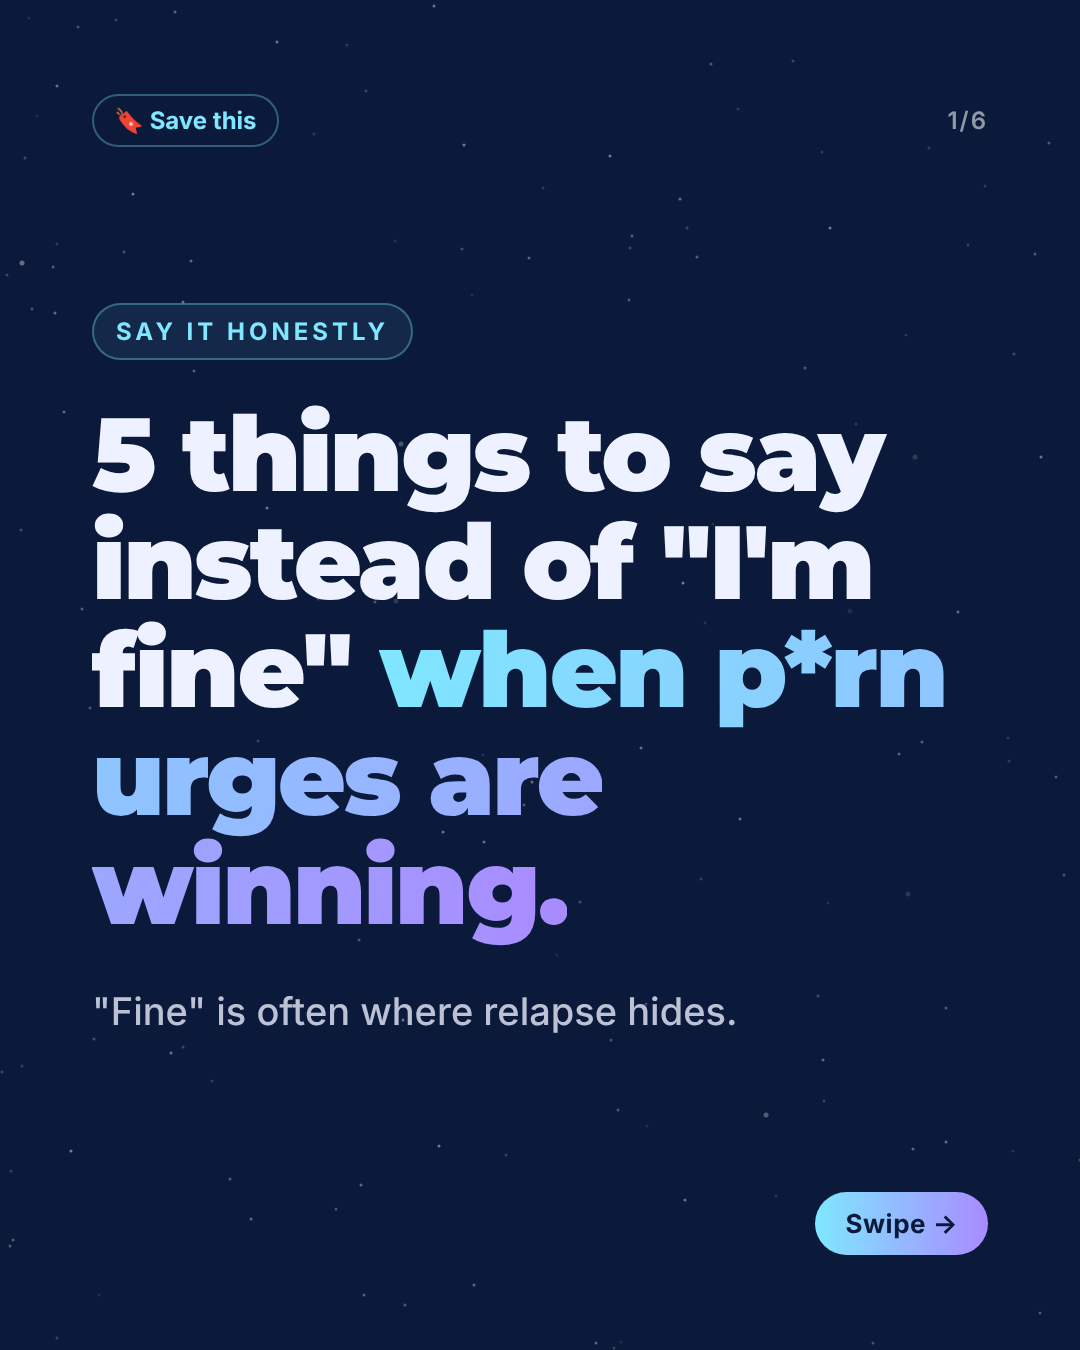 🔖 Save this
1/6
SAY IT HONESTLY
5 things to say
instead of "I'm
fine" when p*rn
urges are
winning.
"Fine" is often where relapse hides.
Swipe →